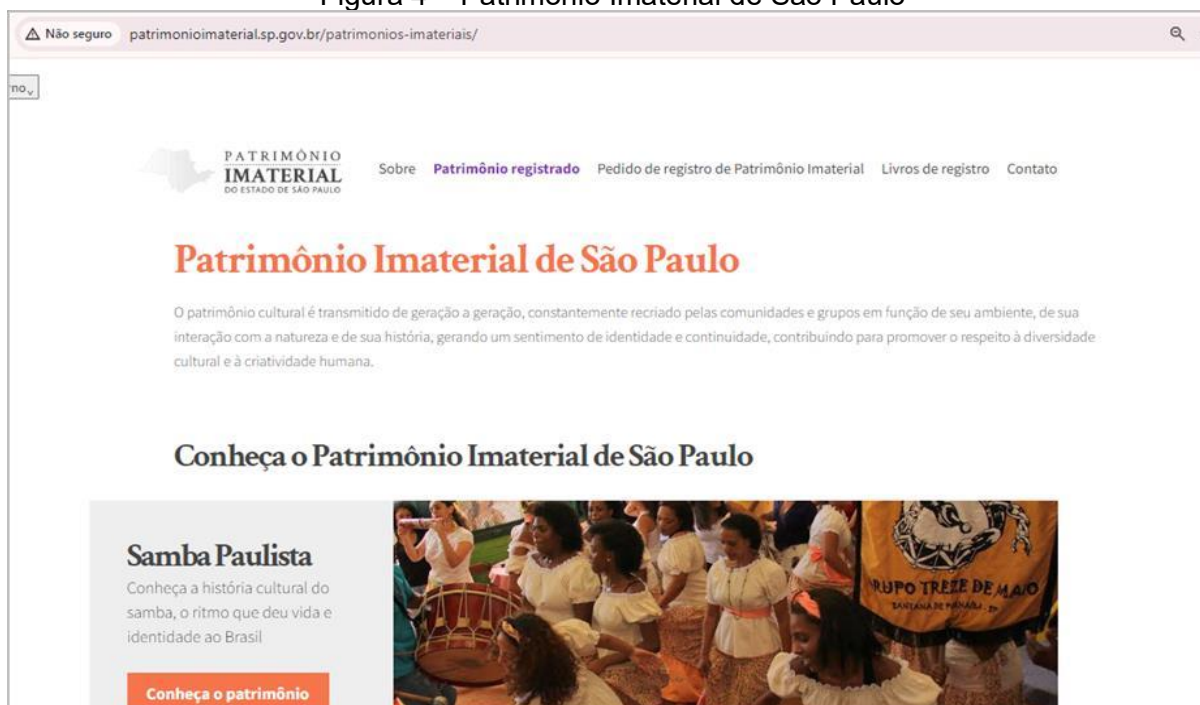 Figura 4 – Patrimônio Imaterial de São Paulo
Não seguro patrimonioimaterial.sp.gov.br/patrimonios-imateriais/
PATRIMÔNIO
IMATERIAL
DO ESTADO DE SÃO PAULO
Sobre Patrimônio registrado Pedido de registro de Patrimônio Imaterial Livros de registro Contato
Patrimônio Imaterial de São Paulo
O patrimônio cultural é transmitido de geração a geração, constantemente recriado pelas comunidades e grupos em função de seu ambiente, de sua
interação com a natureza e de sua história, gerando um sentimento de identidade e continuidade, contribuindo para promover o respeito à diversidade
cultural e à criatividade humana.
Conheça o Patrimônio Imaterial de São Paulo
Samba Paulista
Conheça a história cultural do
samba, o ritmo que deu vida e
identidade ao Brasil
Conheça o patrimônio
RUPO TREZE DE MAIO